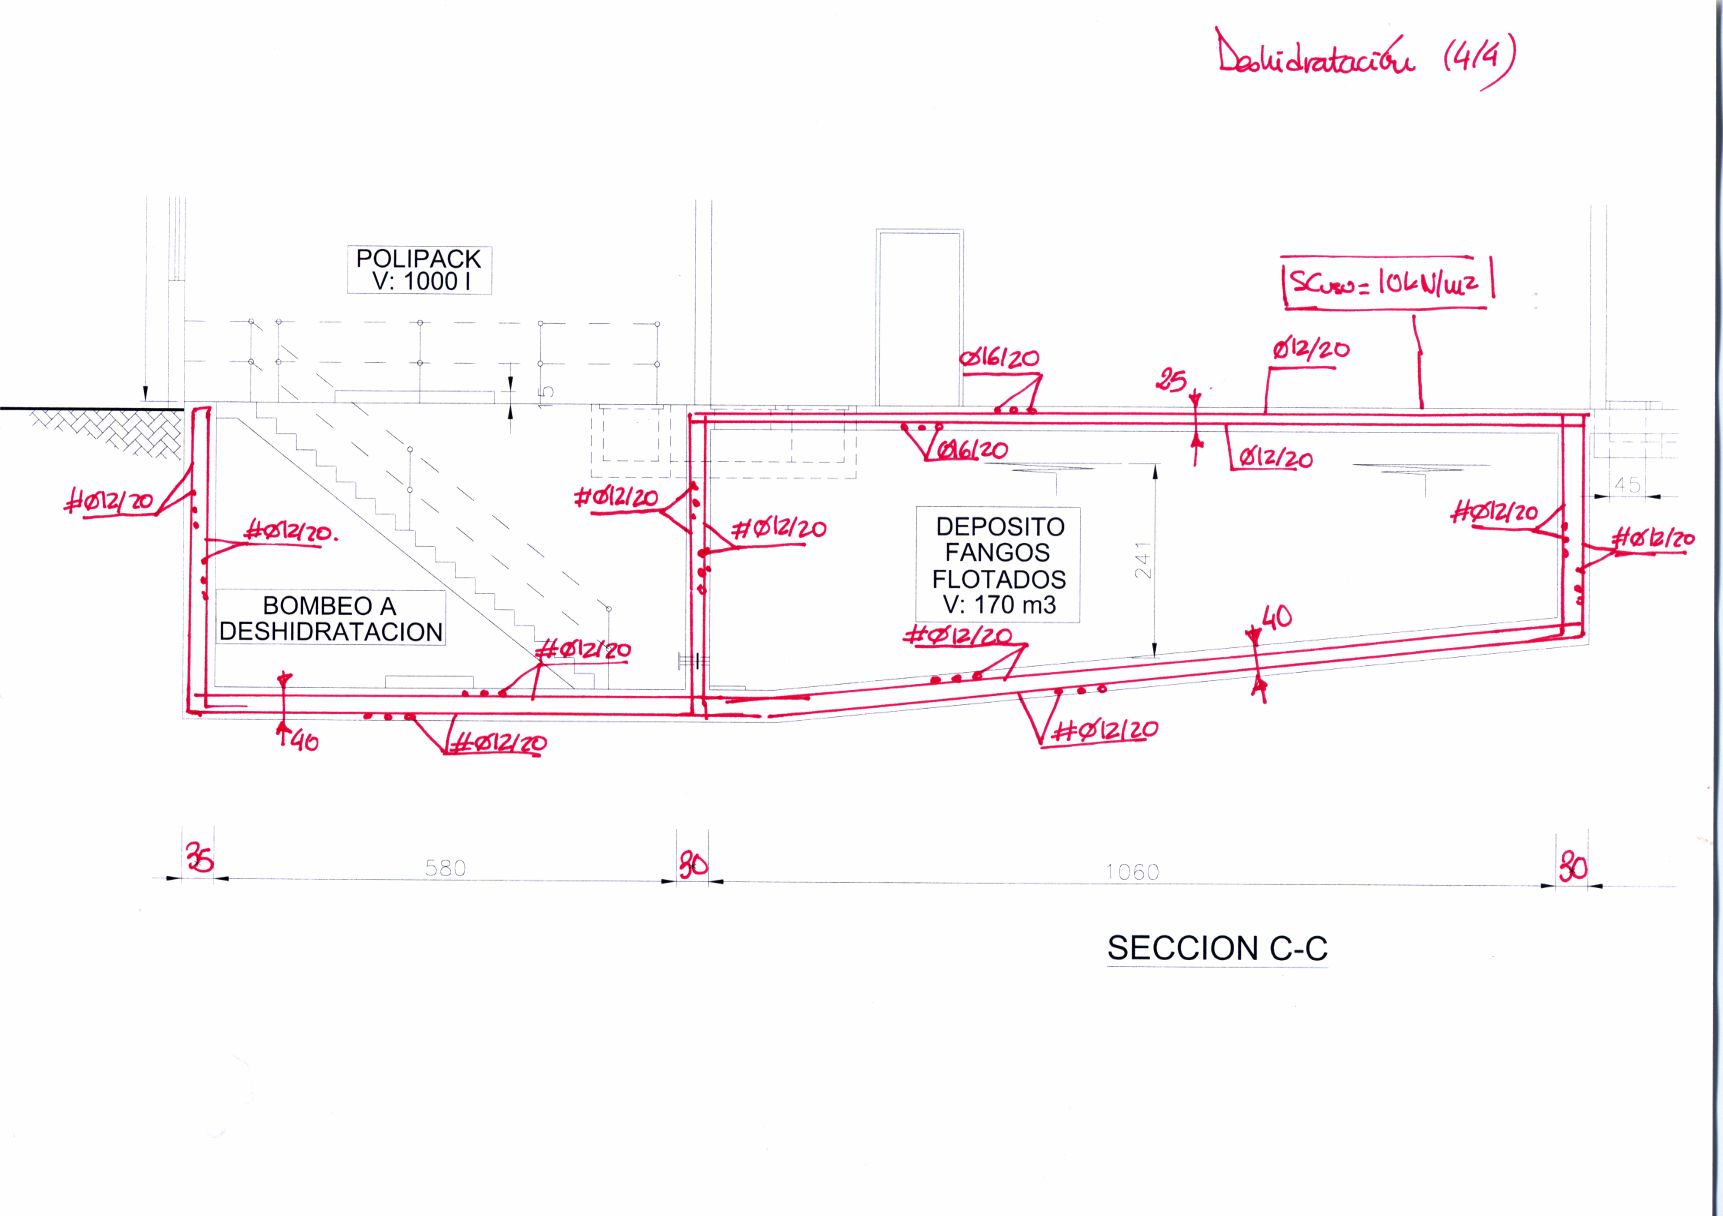 Deshidratación (4/4)
POLIPACK
V: 1000 l
SCuso = 10kN/m2
Ø16/20
Ø12/20
25
15
Ø16/20
Ø12/20
45
#Ø12/20
#Ø12/20.
#Ø12/20
#Ø12/20
#Ø12/20
#Ø12/20
DEPOSITO
FANGOS
FLOTADOS
V: 170 m3
241
BOMBEO A
DESHIDRATACION
#Ø12/20
#Ø12/20
40
40
#Ø12/20
#Ø12/20
35
580
30
1060
30
SECCION C-C